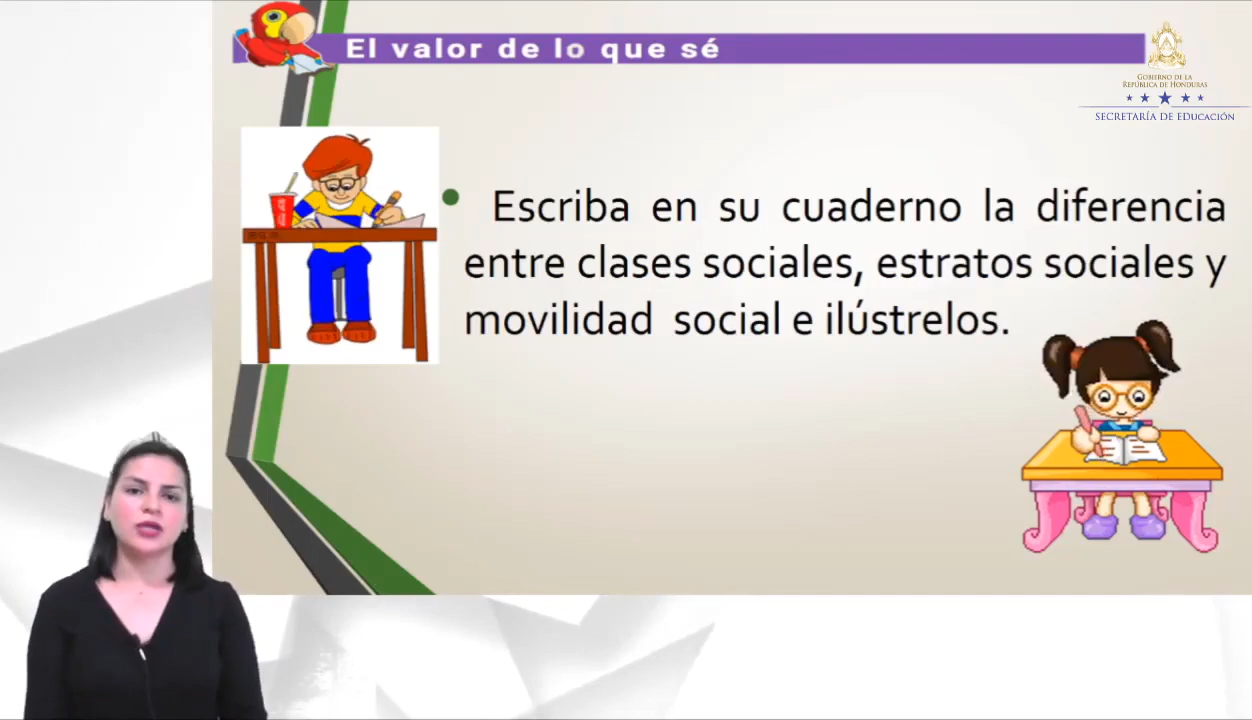 El valor de lo que sé
GOBIERNO DE LA
REPÚBLICA DE HONDURAS
SECRETARÍA DE EDUCACIÓN
Escriba en su cuaderno la diferencia
entre clases sociales, estratos sociales y
movilidad social e ilústrelos.